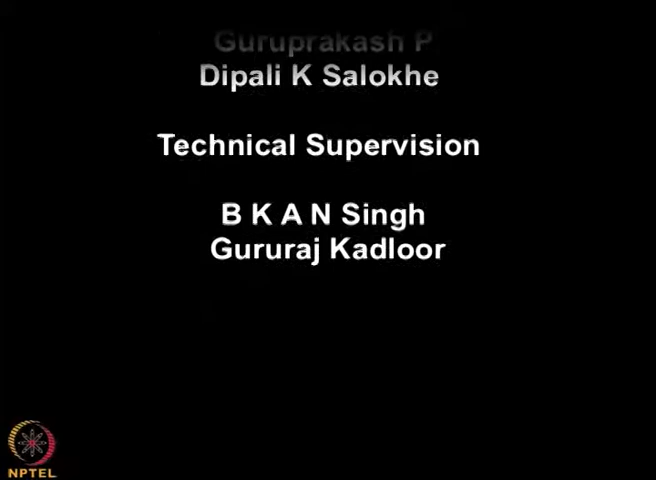 Guruprakash P
Dipali K Salokhe
Technical Supervision
B K A N Singh
Gururaj Kadloor
NPTEL